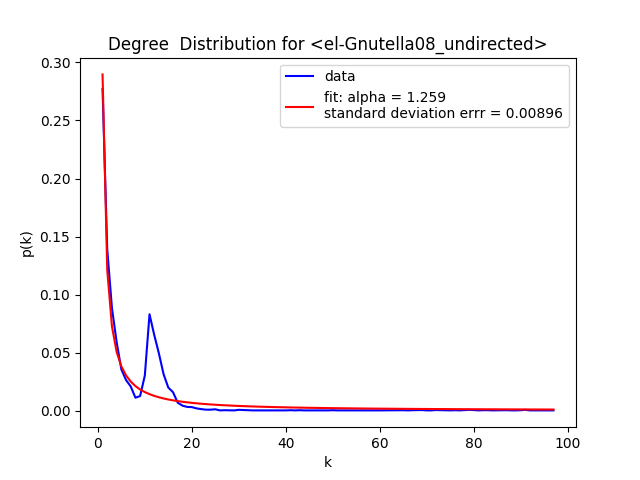 Degree  Distribution for <el-Gnutella08_undirected>
data
fit: alpha = 1.259
standard deviation errr = 0.00896
p(k)
0.30
0.25
0.20
0.15
0.10
0.05
0.00
0
20
40
60
80
100
k